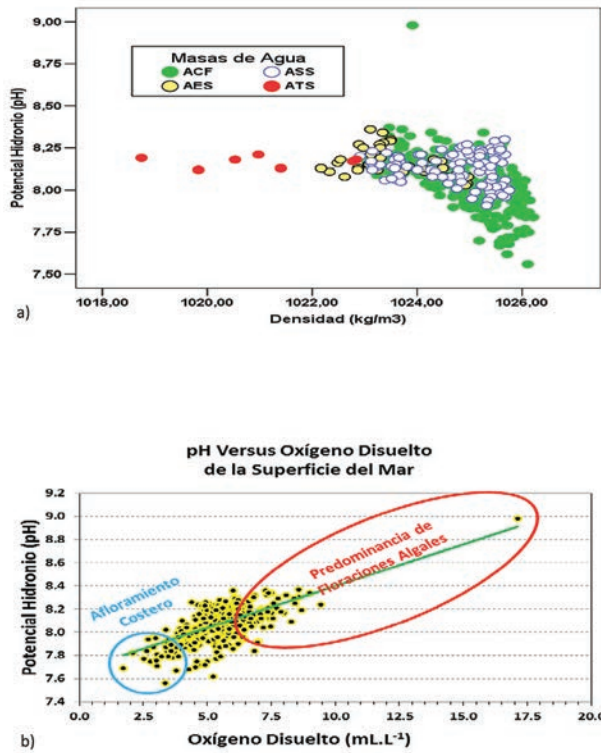 9,00
8,75
8,50
8,25
8,00
7,75
7,50
Potencial Hidronio (pH)
Masas de Agua
ACF ASS
AES ATS
1018,00 1020,00 1022,00 1024,00 1026,00
Densidad (kg/m3)
a)
pH Versus Oxígeno Disuelto
de la Superficie del Mar
9.2
9.0
8.8
8.6
8.4
8.2
8.0
7.8
7.6
7.4
Potencial Hidronio (pH)
Afloramiento
Costero
Predominancia de
Floraciones Algales
0.0 2.5 5.0 7.5 10.0 12.5 15.0 17.5 20.0
Oxígeno Disuelto (mL.L⁻¹)
b)